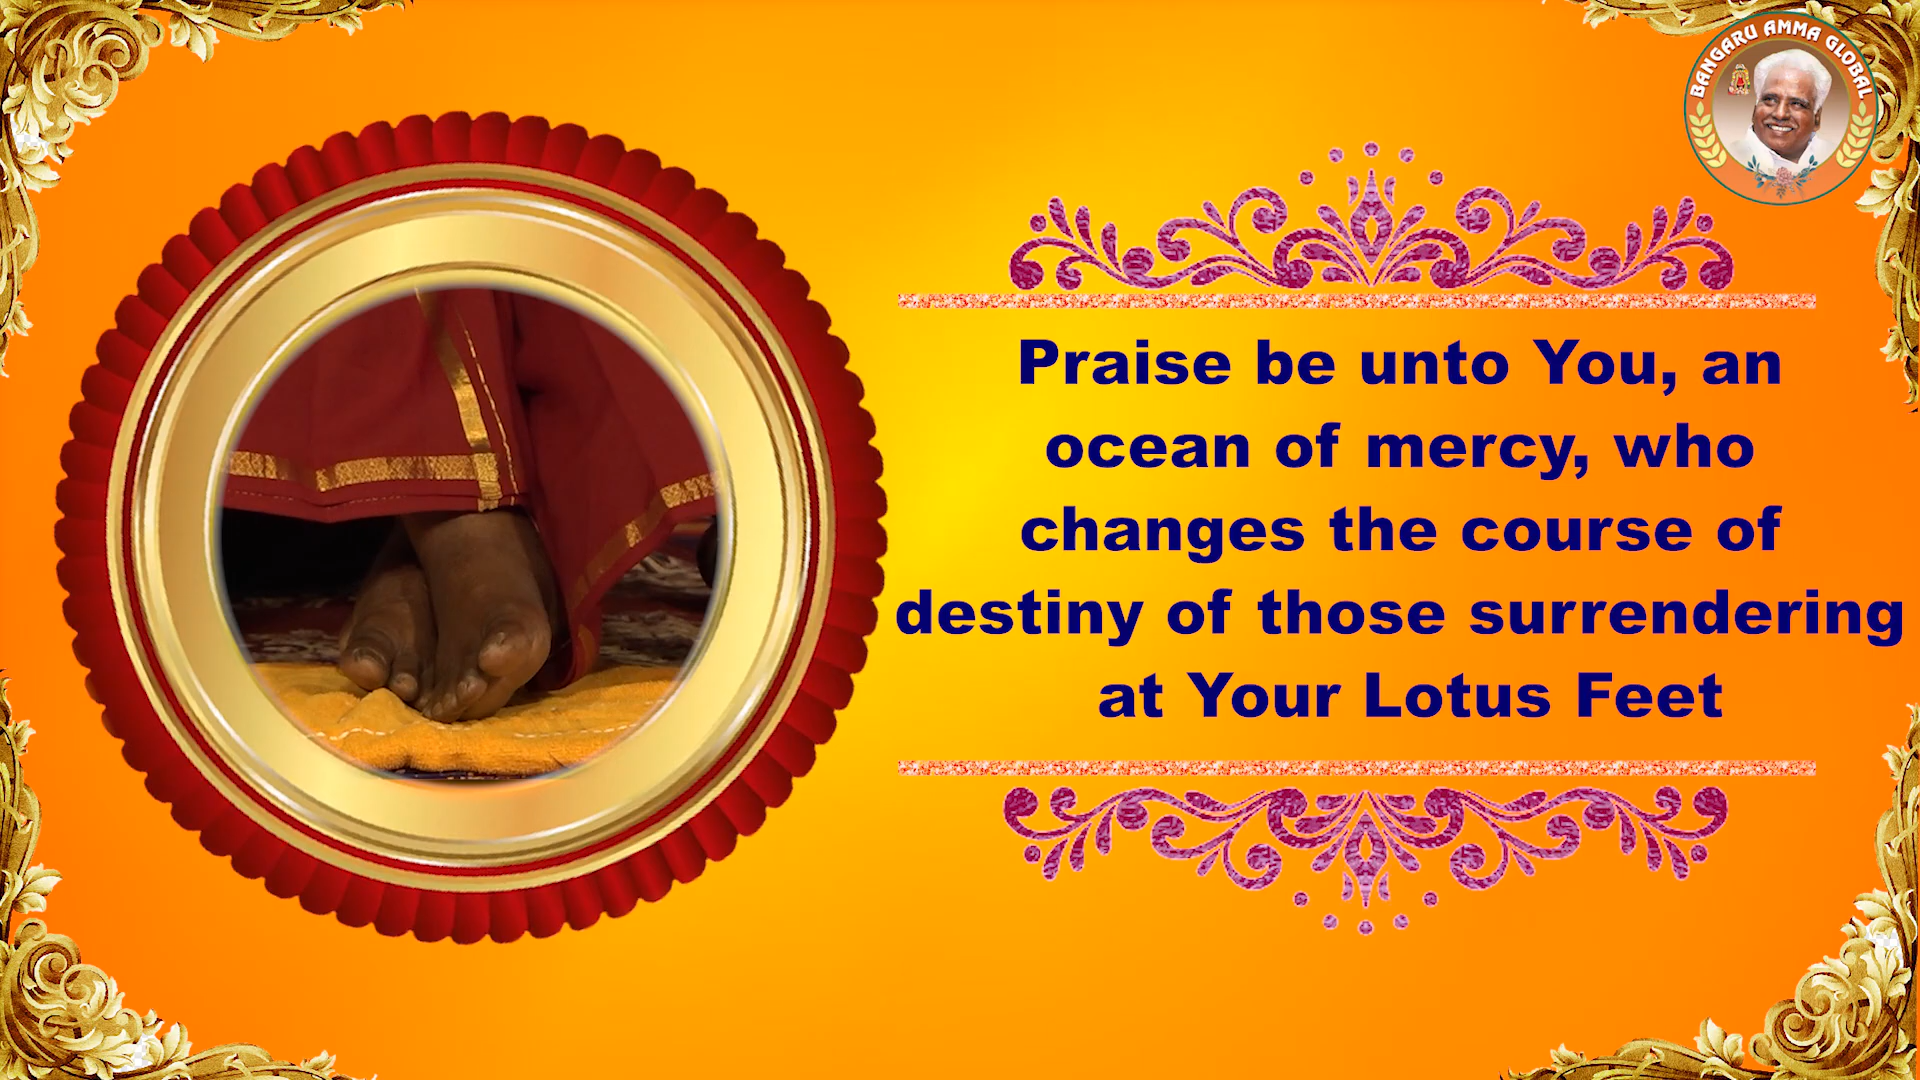 BANGARU AMMA GLOBAL
Praise be unto You, an
ocean of mercy, who
changes the course of
destiny of those surrendering
at Your Lotus Feet